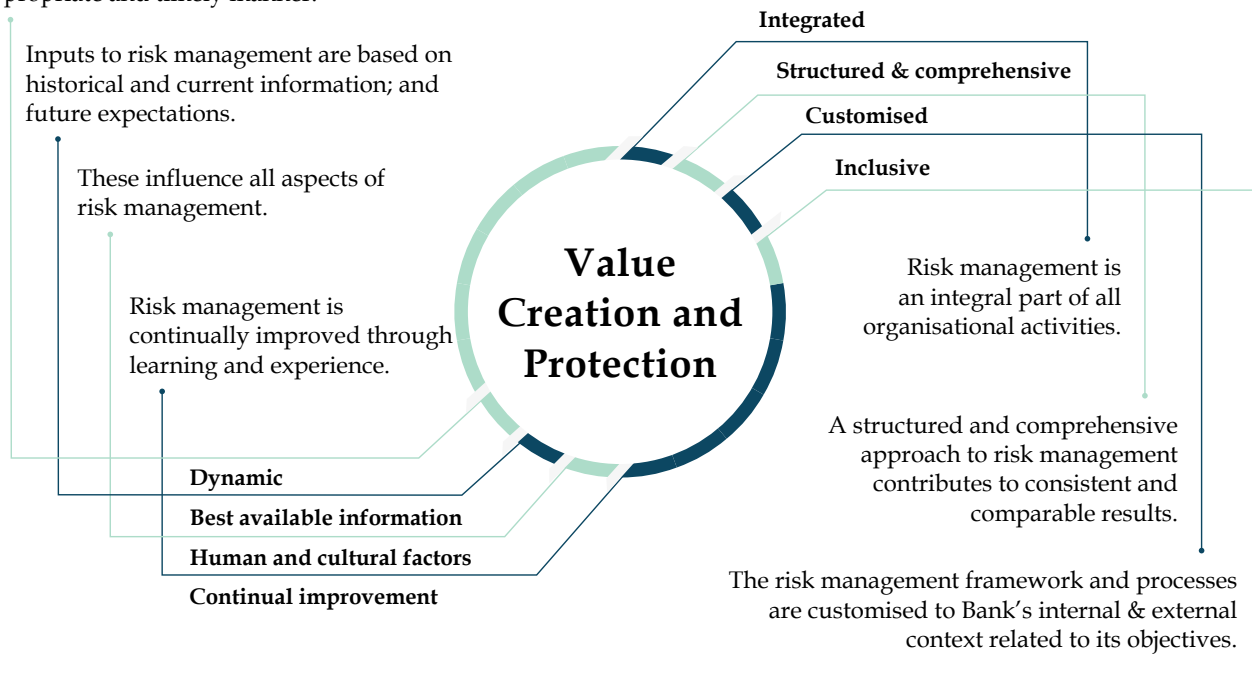 Inputs to risk management are based on
historical and current information; and
future expectations.
These influence all aspects of
risk management.
Risk management is
continually improved through
learning and experience.
Dynamic
Best available information
Human and cultural factors
Continual improvement
Value
Creation and
Protection
Integrated
Structured & comprehensive
Customised
Inclusive
Risk management is
an integral part of all
organisational activities.
A structured and comprehensive
approach to risk management
contributes to consistent and
comparable results.
The risk management framework and processes
are customised to Bank’s internal & external
context related to its objectives.